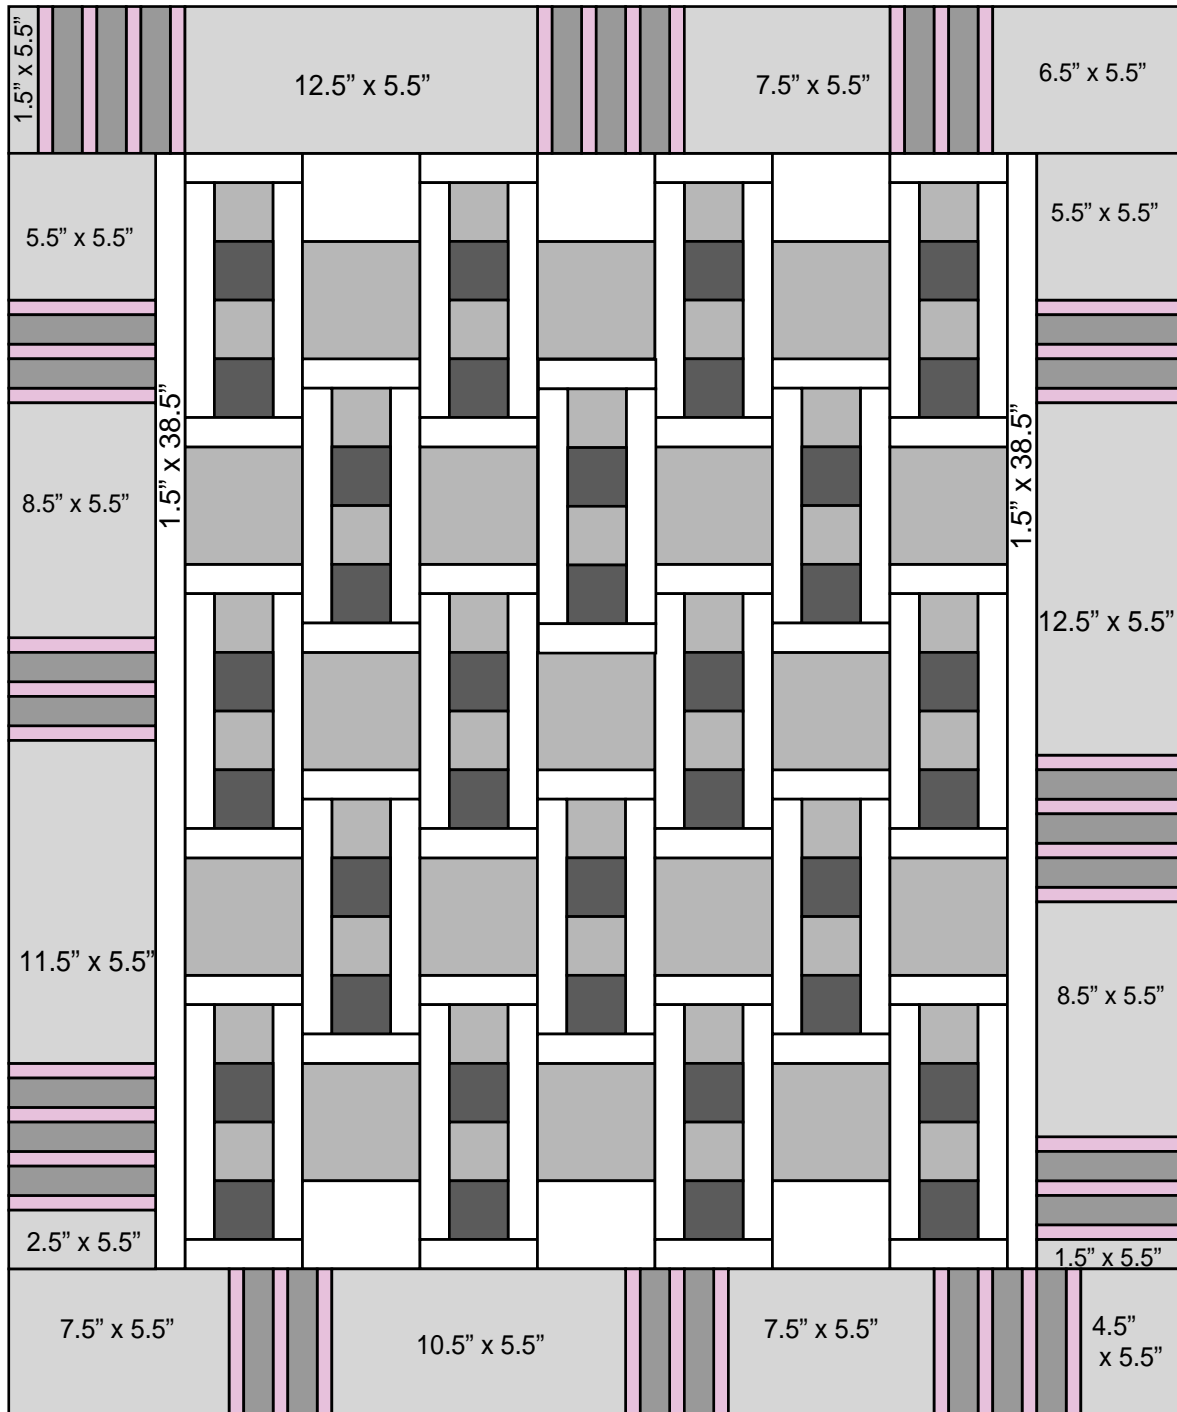 1.5” x 5.5”
12.5” x 5.5”
7.5” x 5.5”
6.5” x 5.5”
5.5” x 5.5”
5.5” x 5.5”
1.5” x 38.5”
1.5” x 38.5”
8.5” x 5.5”
12.5” x 5.5”
11.5” x 5.5”
8.5” x 5.5”
2.5” x 5.5”
1.5” x 5.5”
7.5” x 5.5”
10.5” x 5.5”
7.5” x 5.5”
4.5”
x 5.5”